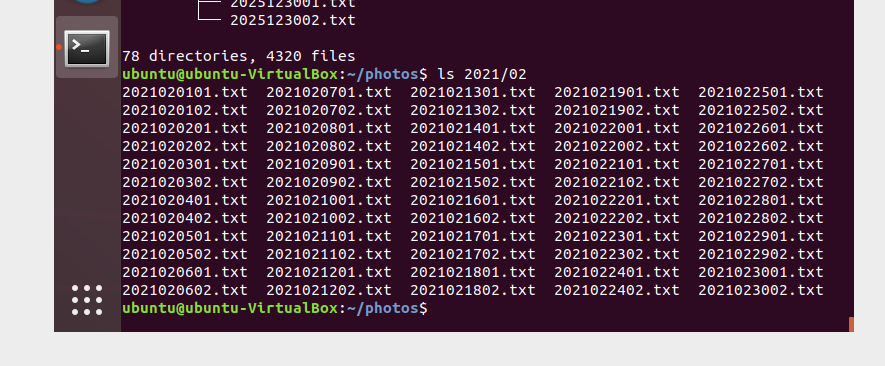 2025123001.txt
2025123002.txt
78 directories, 4320 files
ubuntu@ubuntu-VirtualBox:~/photos$ ls 2021/02
2021020101.txt 2021020701.txt 2021021301.txt 2021021901.txt 2021022501.txt
2021020102.txt 2021020702.txt 2021021302.txt 2021021902.txt 2021022502.txt
2021020201.txt 2021020801.txt 2021021401.txt 2021022001.txt 2021022601.txt
2021020202.txt 2021020802.txt 2021021402.txt 2021022002.txt 2021022602.txt
2021020301.txt 2021020901.txt 2021021501.txt 2021022101.txt 2021022701.txt
2021020302.txt 2021020902.txt 2021021502.txt 2021022102.txt 2021022702.txt
2021020401.txt 2021021001.txt 2021021601.txt 2021022201.txt 2021022801.txt
2021020402.txt 2021021002.txt 2021021602.txt 2021022202.txt 2021022802.txt
2021020501.txt 2021021101.txt 2021021701.txt 2021022301.txt 2021022901.txt
2021020502.txt 2021021102.txt 2021021702.txt 2021022302.txt 2021022902.txt
2021020601.txt 2021021201.txt 2021021801.txt 2021022401.txt 2021023001.txt
2021020602.txt 2021021202.txt 2021021802.txt 2021022402.txt 2021023002.txt
ubuntu@ubuntu-VirtualBox:~/photos$